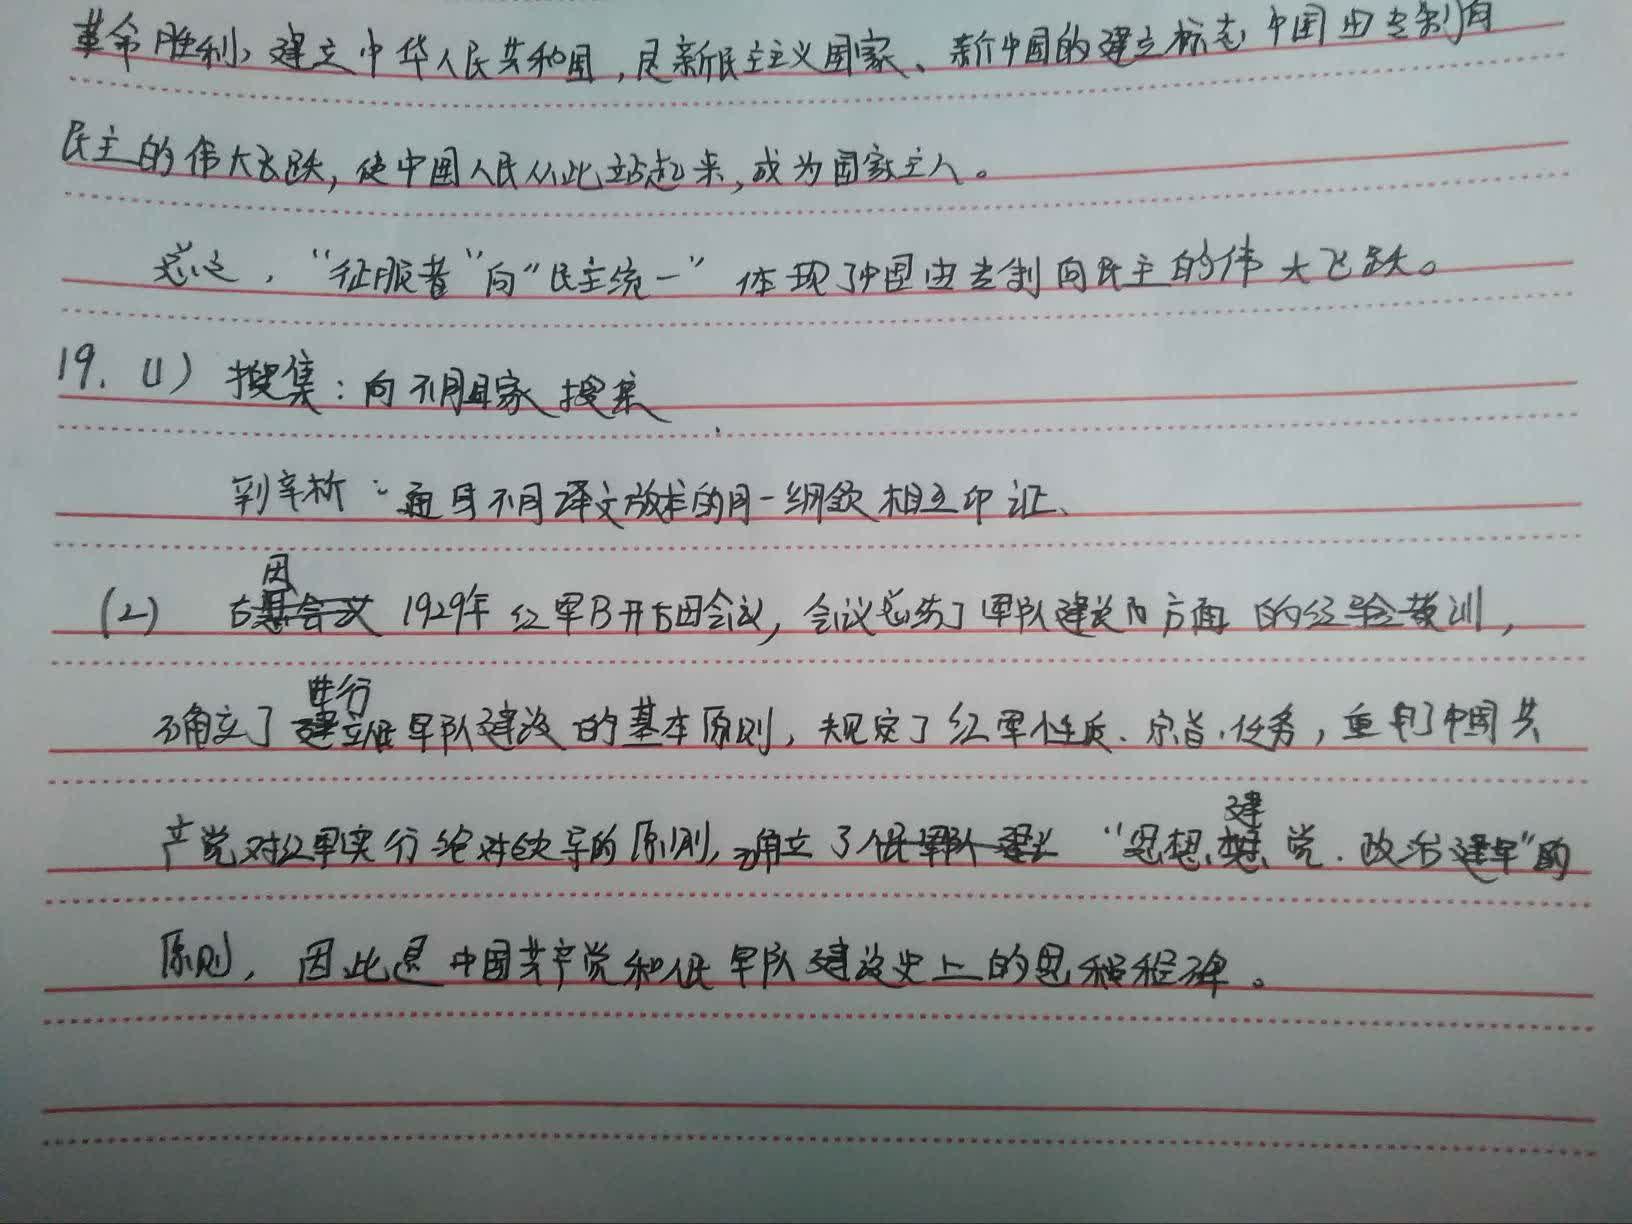 革命胜利，建立中华人民共和国，是新民主主义国家、新中国的建立标志中国由专制向
民主的伟大飞跃，使中国人民从此站起来，成为国家主人。
总之，“征服者”向“民主统一”体现了中国由专制向民主的伟大飞跃。
19. (1) 搜集：向不同国家搜集
辛析：通过不同译文版本的同一细致相互印证、
(2) 1929年红军召开古田会议，会议总结了军队建设各方面的经验教训，
确立了进行军队建设的基本原则，规定了红军性质、宗旨、任务，重申了中国共
产党对红军实行绝对领导的原则，确立了“思想建党、政治建军”的
原则，因此是中国共产党和人民军队建设史上的里程碑。